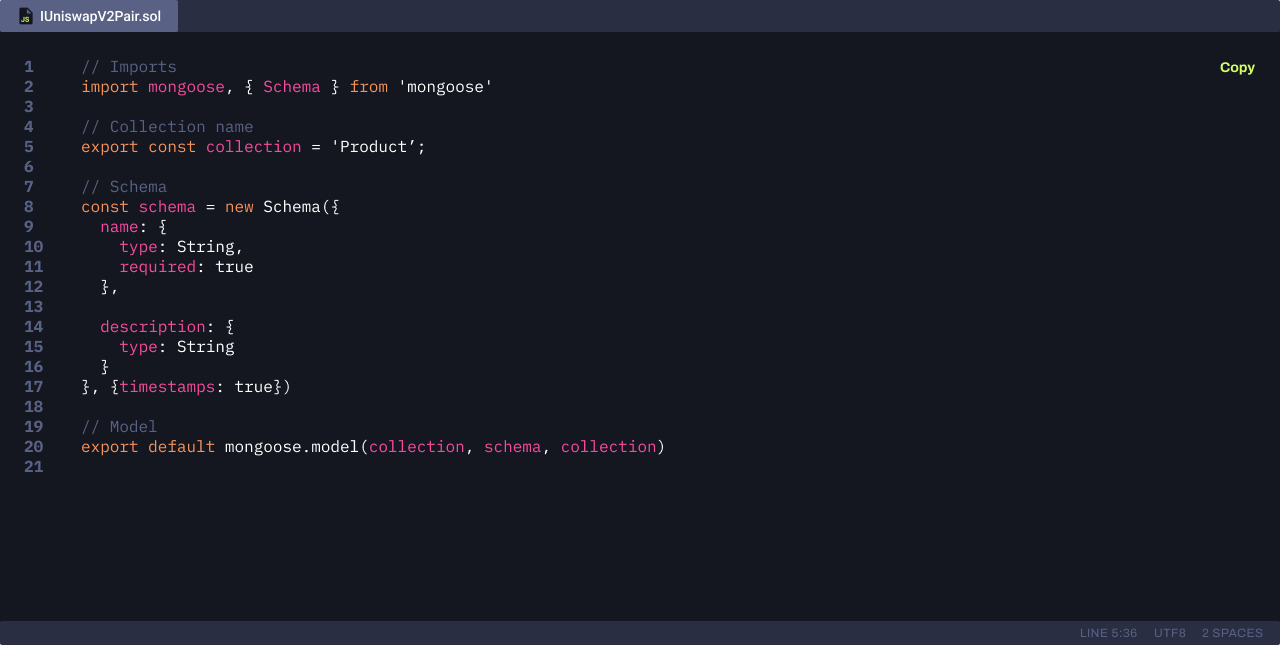 JS IUniswapV2Pair.sol
Copy
1 // Imports
2 import mongoose, { Schema } from 'mongoose'
3
4 // Collection name
5 export const collection = 'Product’;
6
7 // Schema
8 const schema = new Schema({
9   name: {
10     type: String,
11     required: true
12   },
13
14   description: {
15     type: String
16   }
17 }, {timestamps: true})
18
19 // Model
20 export default mongoose.model(collection, schema, collection)
21
LINE 5:36 UTF8 2 SPACES